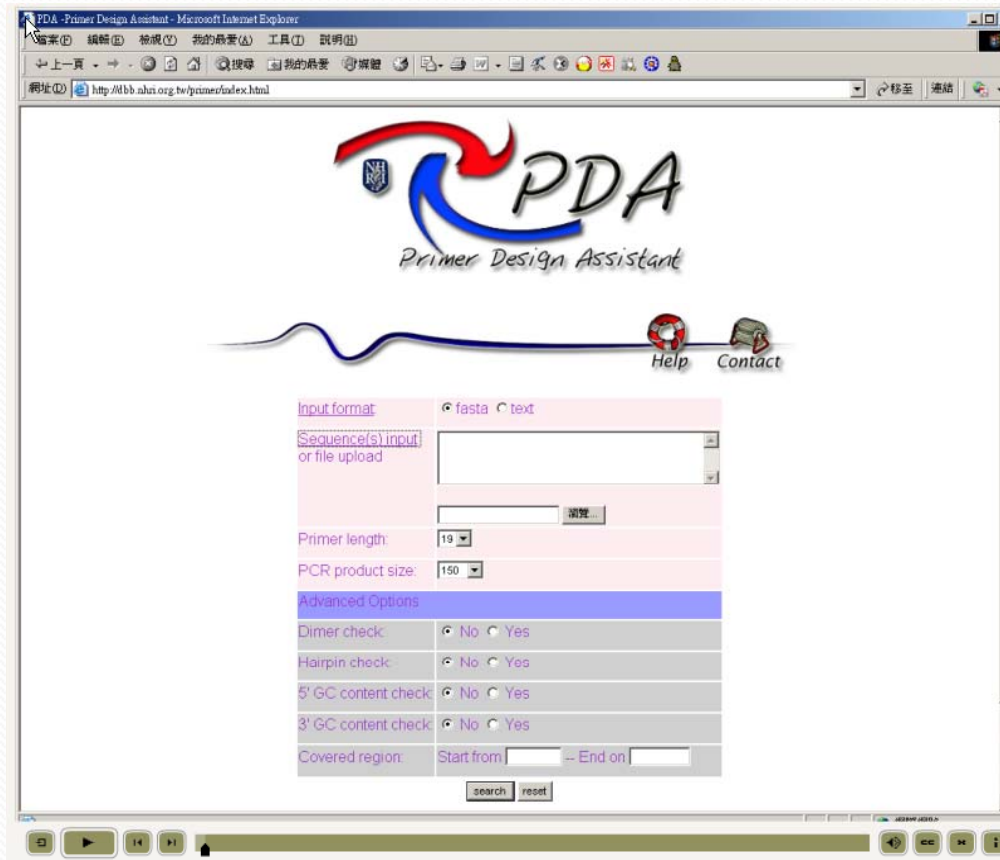 PDA -Primer Design Assistant - Microsoft Internet Explorer
檔案(F) 編輯(E) 檢視(V) 我的最愛(A) 工具(T) 說明(H)
上一頁 搜尋 我的最愛 媒體
網址(D) http://dbb.nhri.org.tw/primer/index.html 移至 連結
NHRI
PDA
Primer Design Assistant
Help Contact
Input format fasta text
Sequence(s) input
or file upload
瀏覽...
Primer length: 19
PCR product size: 150
Advanced Options
Dimer check: No Yes
Hairpin check: No Yes
5' GC content check: No Yes
3' GC content check: No Yes
Covered region: Start from -- End on
search reset
cc